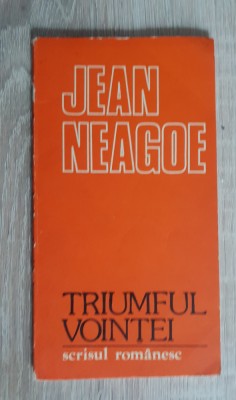 JEAN
NEAGOE
TRIUMFUL
VOINȚEI
scrisul românesc